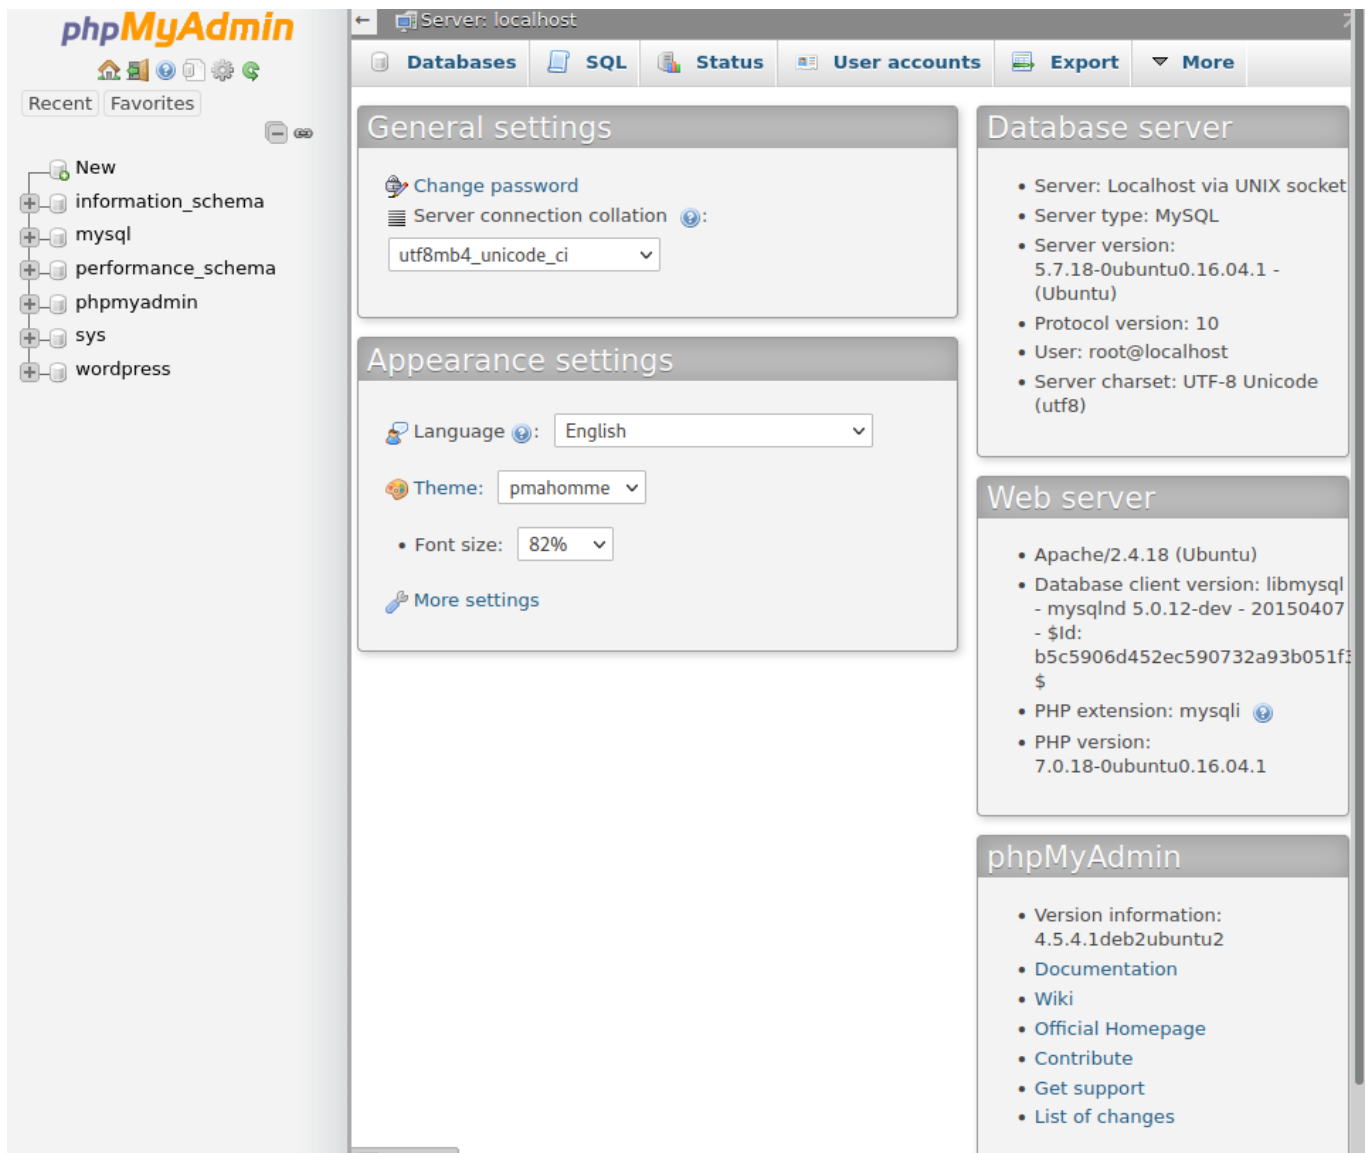 phpMyAdmin
Recent Favorites
New
information_schema
mysql
performance_schema
phpmyadmin
sys
wordpress
Server: localhost
Databases SQL Status User accounts Export More
General settings
Change password
Server connection collation :
utf8mb4_unicode_ci
Appearance settings
Language : English
Theme: pmahomme
• Font size: 82%
More settings
Database server
• Server: Localhost via UNIX socket
• Server type: MySQL
• Server version:
5.7.18-0ubuntu0.16.04.1 -
(Ubuntu)
• Protocol version: 10
• User: root@localhost
• Server charset: UTF-8 Unicode
(utf8)
Web server
• Apache/2.4.18 (Ubuntu)
• Database client version: libmysql
- mysqlnd 5.0.12-dev - 20150407
- $Id:
b5c5906d452ec590732a93b051f3
$
• PHP extension: mysqli
• PHP version:
7.0.18-0ubuntu0.16.04.1
phpMyAdmin
• Version information:
4.5.4.1deb2ubuntu2
• Documentation
• Wiki
• Official Homepage
• Contribute
• Get support
• List of changes